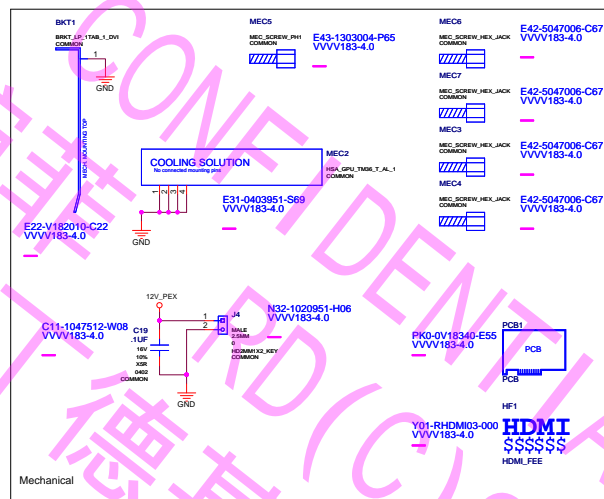 BKT1
BRKT_LP_1TAB_1_DVI
COMMON
1
GND
MECH_MOUNTING TOP
E22-V182010-C22
VVVV183-4.0
MEC5
MEC_SCREW_PH1
COMMON
E43-1303004-P65
VVVV183-4.0
MEC6
MEC_SCREW_HEX_JACK
COMMON
E42-5047006-C67
VVVV183-4.0
MEC7
MEC_SCREW_HEX_JACK
COMMON
E42-5047006-C67
VVVV183-4.0
MEC3
MEC_SCREW_HEX_JACK
COMMON
E42-5047006-C67
VVVV183-4.0
MEC4
MEC_SCREW_HEX_JACK
COMMON
E42-5047006-C67
VVVV183-4.0
COOLING SOLUTION
No connected mounting pins
MEC2
HSA_GPU_TM36_T_AL_1
COMMON
1 2 3 4
GND
E31-0403951-S69
VVVV183-4.0
12V_PEX
C11-1047512-W08
VVVV183-4.0
C19
.1UF
16V
10%
X5R
0402
COMMON
1
2
GND
J4
MALE
2.5MM
0
HD2MM1X2_KEY
COMMON
N32-1020951-H06
VVVV183-4.0
PK0-0V18340-E55
VVVV183-4.0
PCB1
PCB
PCB
Y01-RHDMI03-000
VVVV183-4.0
HF1
HDMI
$$$$$$
HDMI_FEE
Mechanical
CONFIDENTIA
RD(C)
德